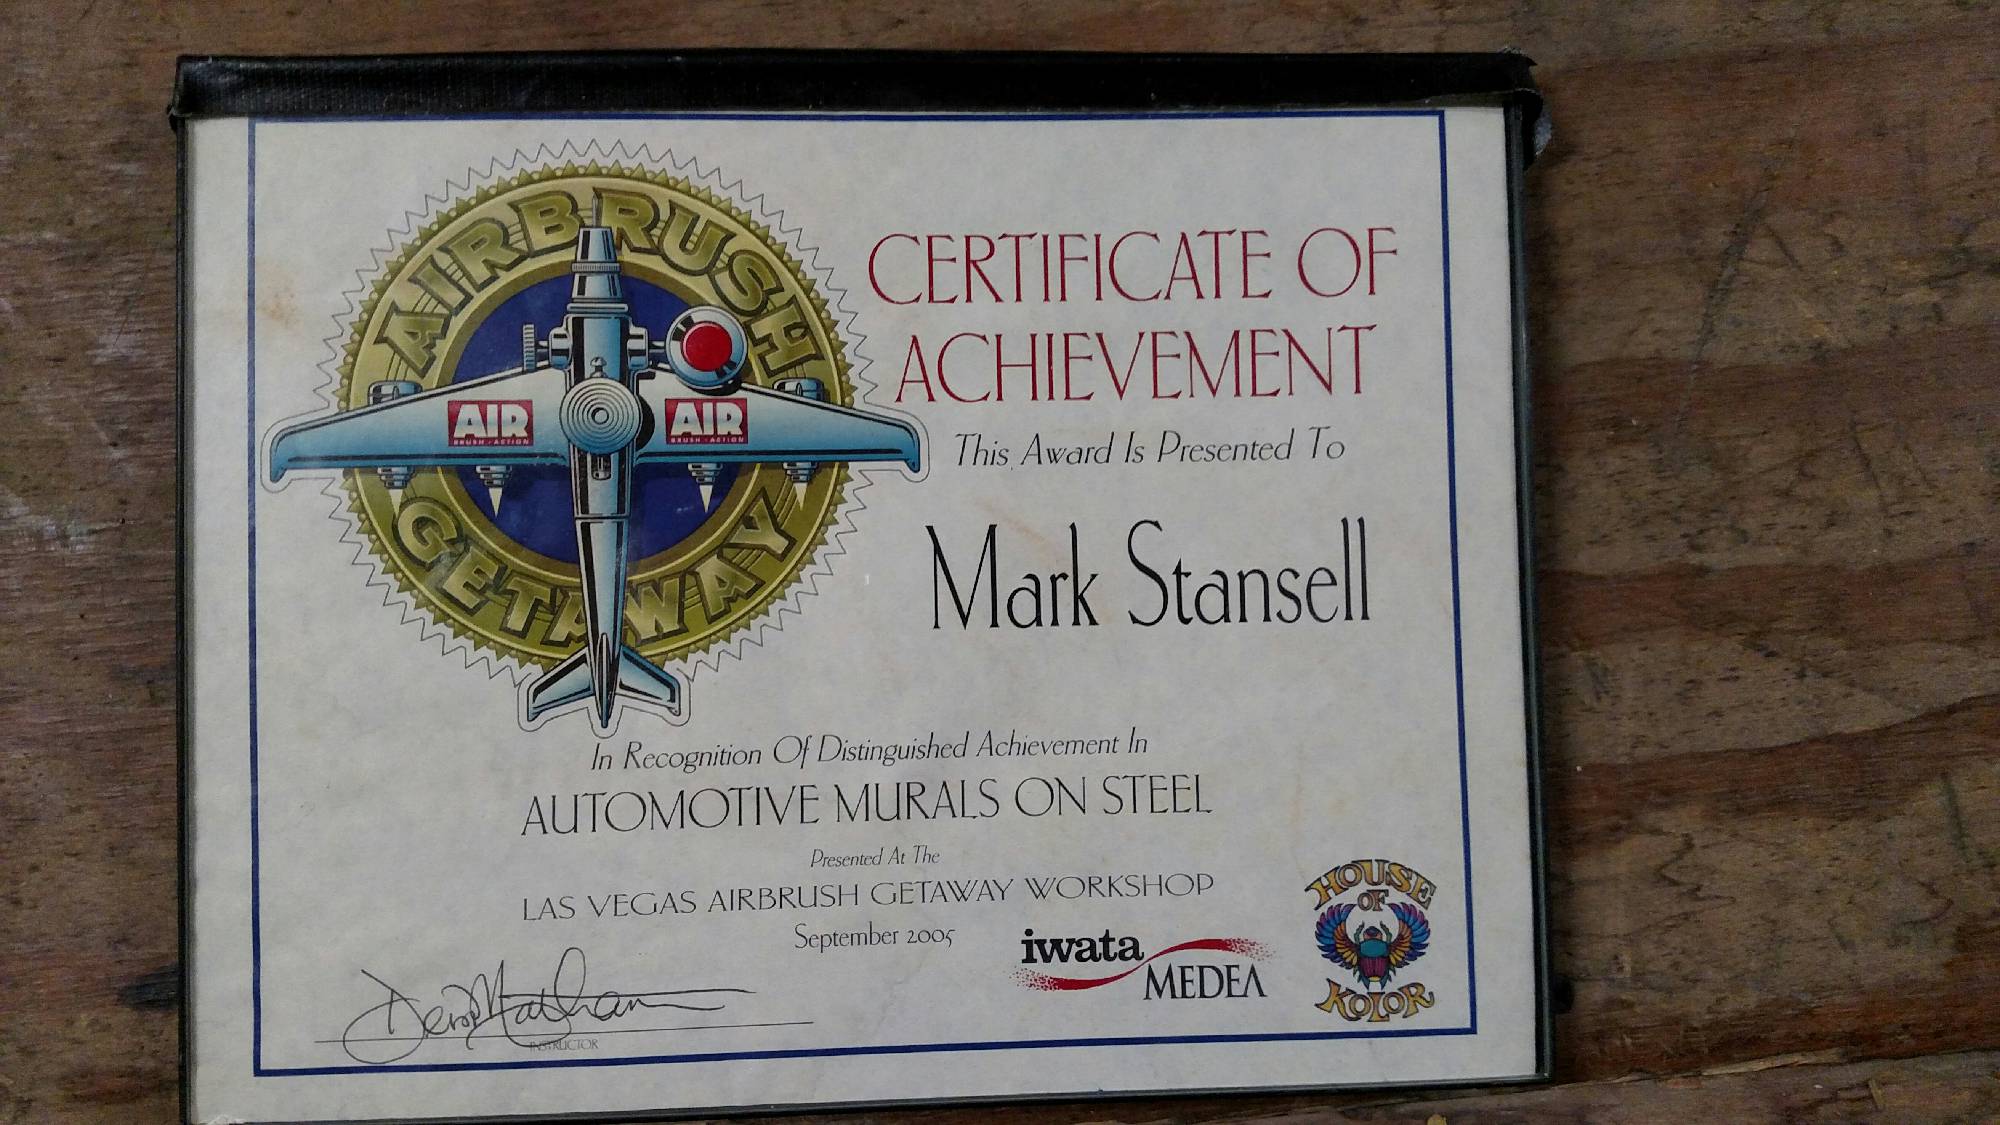 AIRBRUSH
GETAWAY
AIR
BRUSH · ACTION
AIR
BRUSH · ACTION
CERTIFICATE OF
ACHIEVEMENT
This Award Is Presented To
Mark Stansell
In Recognition Of Distinguished Achievement In
AUTOMOTIVE MURALS ON STEEL
Presented At The
LAS VEGAS AIRBRUSH GETAWAY WORKSHOP
September 2005
INSTRUCTOR
iwata
MEDEA
HOUSE
OF
KOLOR